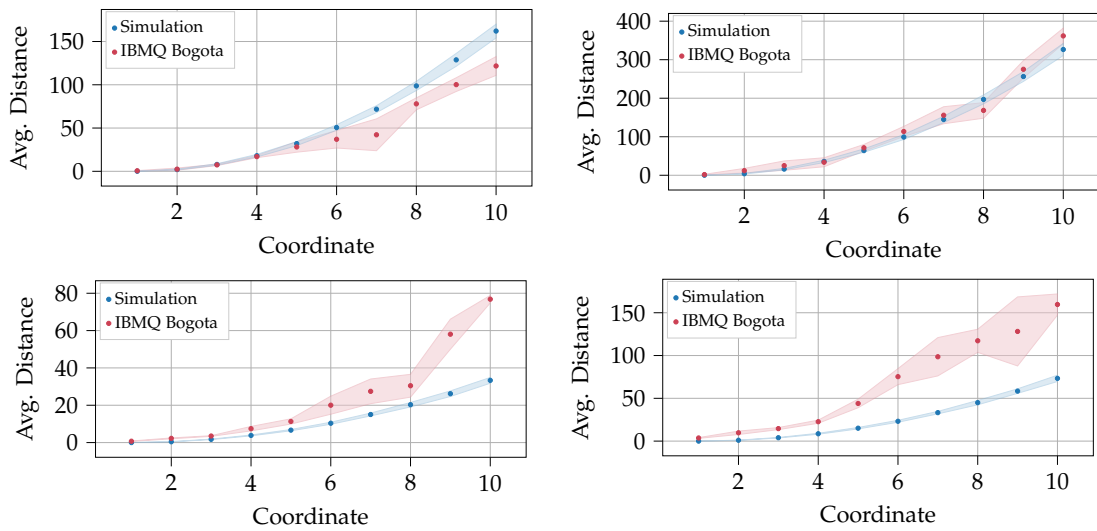 Avg. Distance
150
100
50
0
Simulation
IBMQ Bogota
2 4 6 8 10
Coordinate
Avg. Distance
400
300
200
100
0
Simulation
IBMQ Bogota
2 4 6 8 10
Coordinate
Avg. Distance
80
60
40
20
0
Simulation
IBMQ Bogota
2 4 6 8 10
Coordinate
Avg. Distance
150
100
50
0
Simulation
IBMQ Bogota
2 4 6 8 10
Coordinate